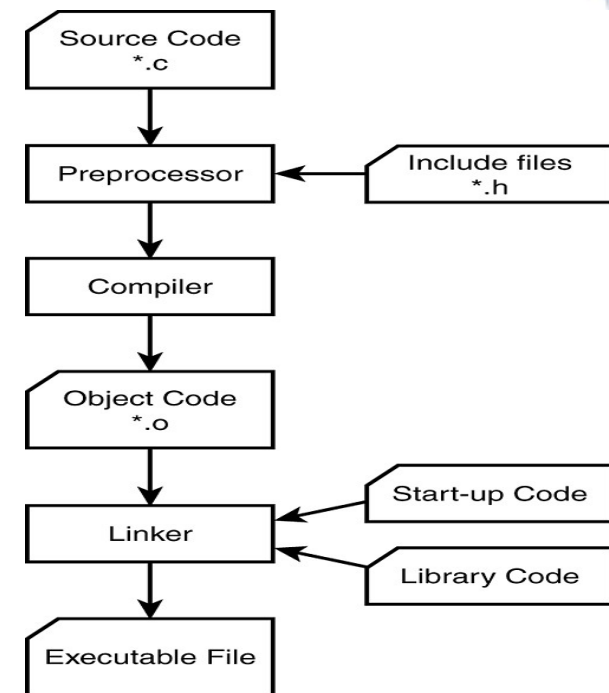 Source Code
*.c
Preprocessor
Include files
*.h
Compiler
Object Code
*.o
Start-up Code
Linker
Library Code
Executable File